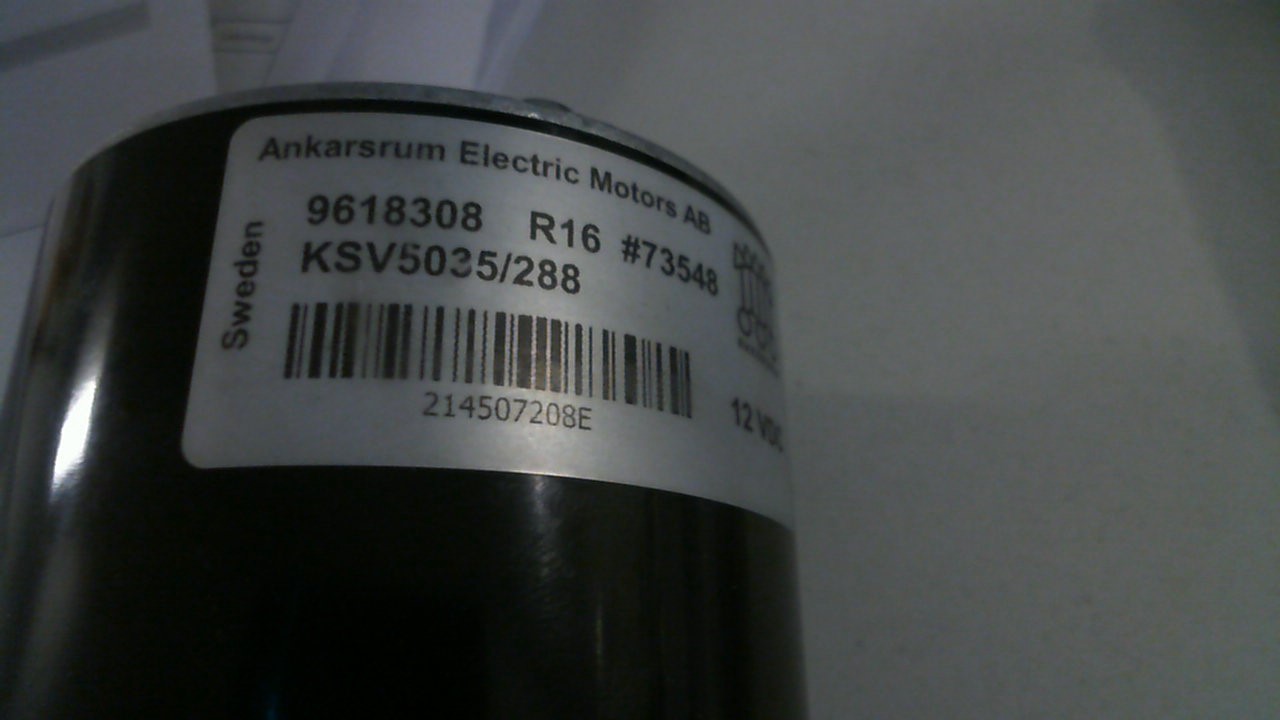 Ankarsrum Electric Motors AB
9618308 R16 #73548
KSV5035/288
Sweden
214507208E
12 VDC